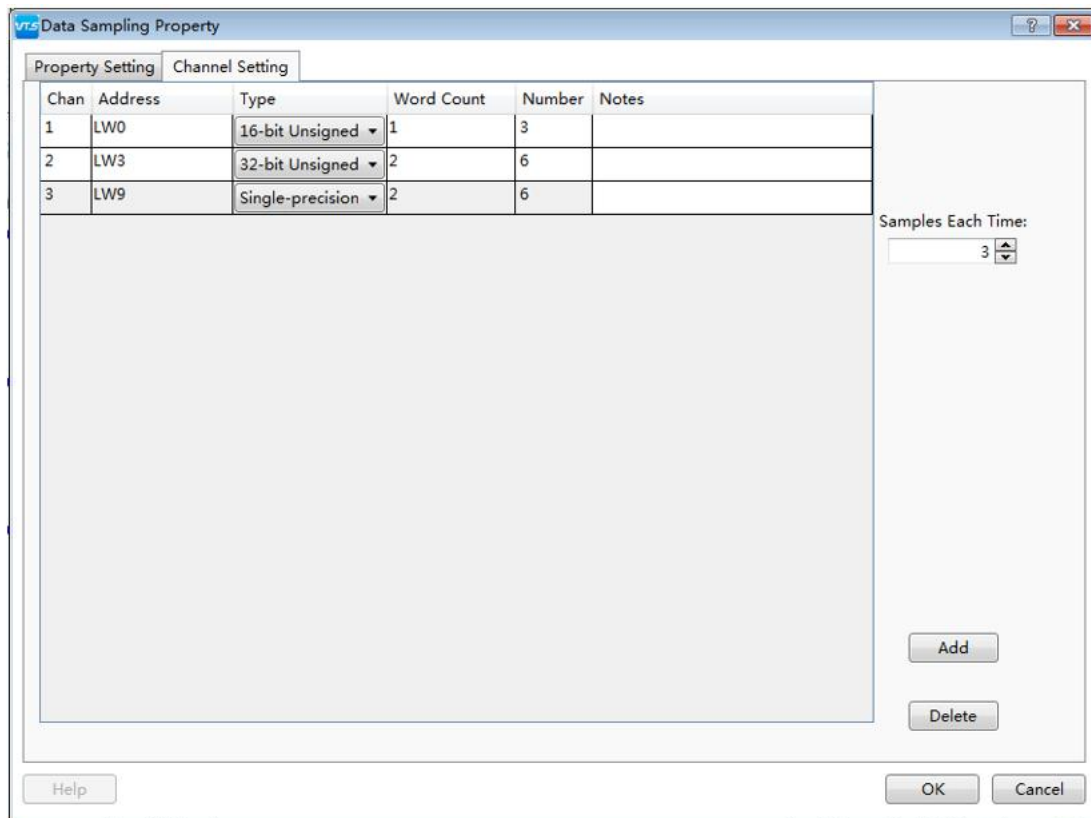 VTS Data Sampling Property
Property Setting Channel Setting
Chan Address Type Word Count Number Notes
1 LW0 16-bit Unsigned 1 3
2 LW3 32-bit Unsigned 2 6
3 LW9 Single-precision 2 6
Samples Each Time:
3
Add
Delete
Help OK Cancel